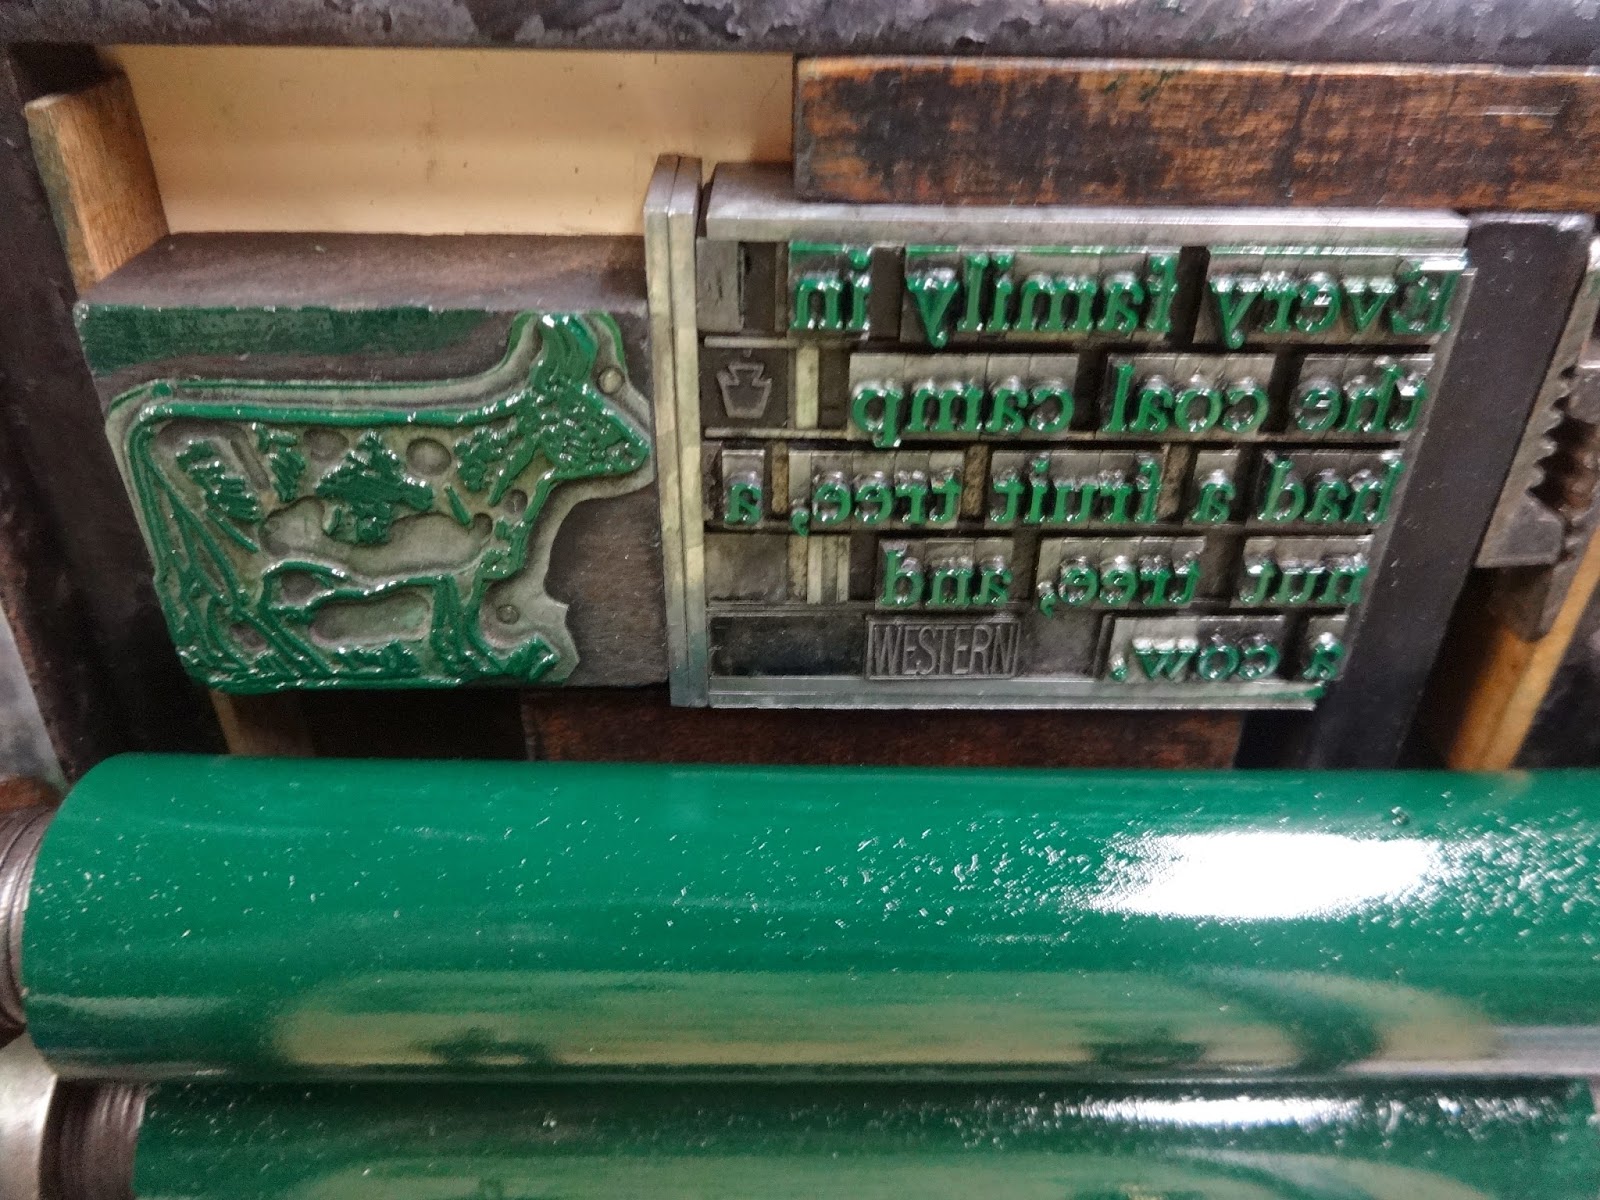 Every family in
the coal camp
had a fruit tree, a
nut tree, and
a cow.
WESTERN